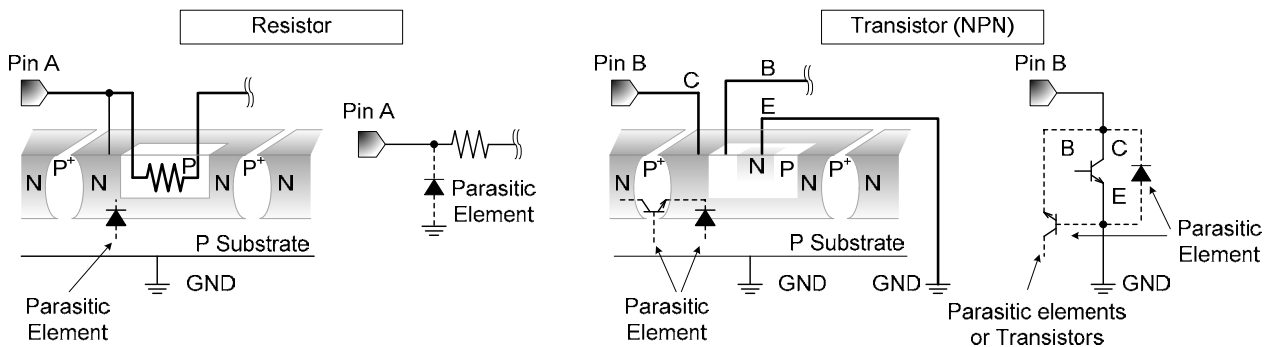 Resistor
Transistor (NPN)
Pin A
Pin A
N
P+
N
P
N
P+
N
Parasitic
Element
P Substrate
GND
Parasitic
Element
Pin B
C
B
E
N
P+
N
N
P
N
P+
N
P Substrate
GND
GND
Parasitic
Element
Pin B
B
C
E
Parasitic
Element
GND
Parasitic elements
or Transistors